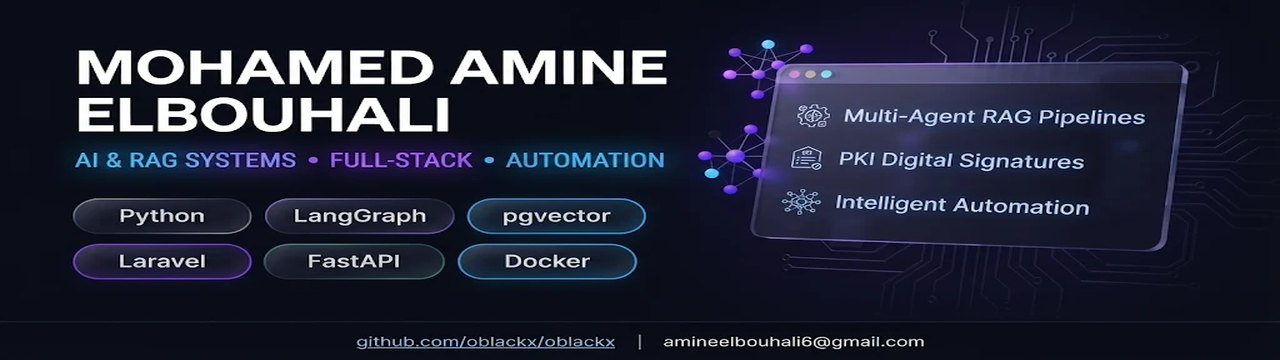 MOHAMED AMINE
ELBOUHALI
AI & RAG SYSTEMS • FULL-STACK • AUTOMATION
Python
LangGraph
pgvector
Laravel
FastAPI
Docker
Multi-Agent RAG Pipelines
PKI Digital Signatures
Intelligent Automation
github.com/oblackx/oblackx | amineelbouhali6@gmail.com